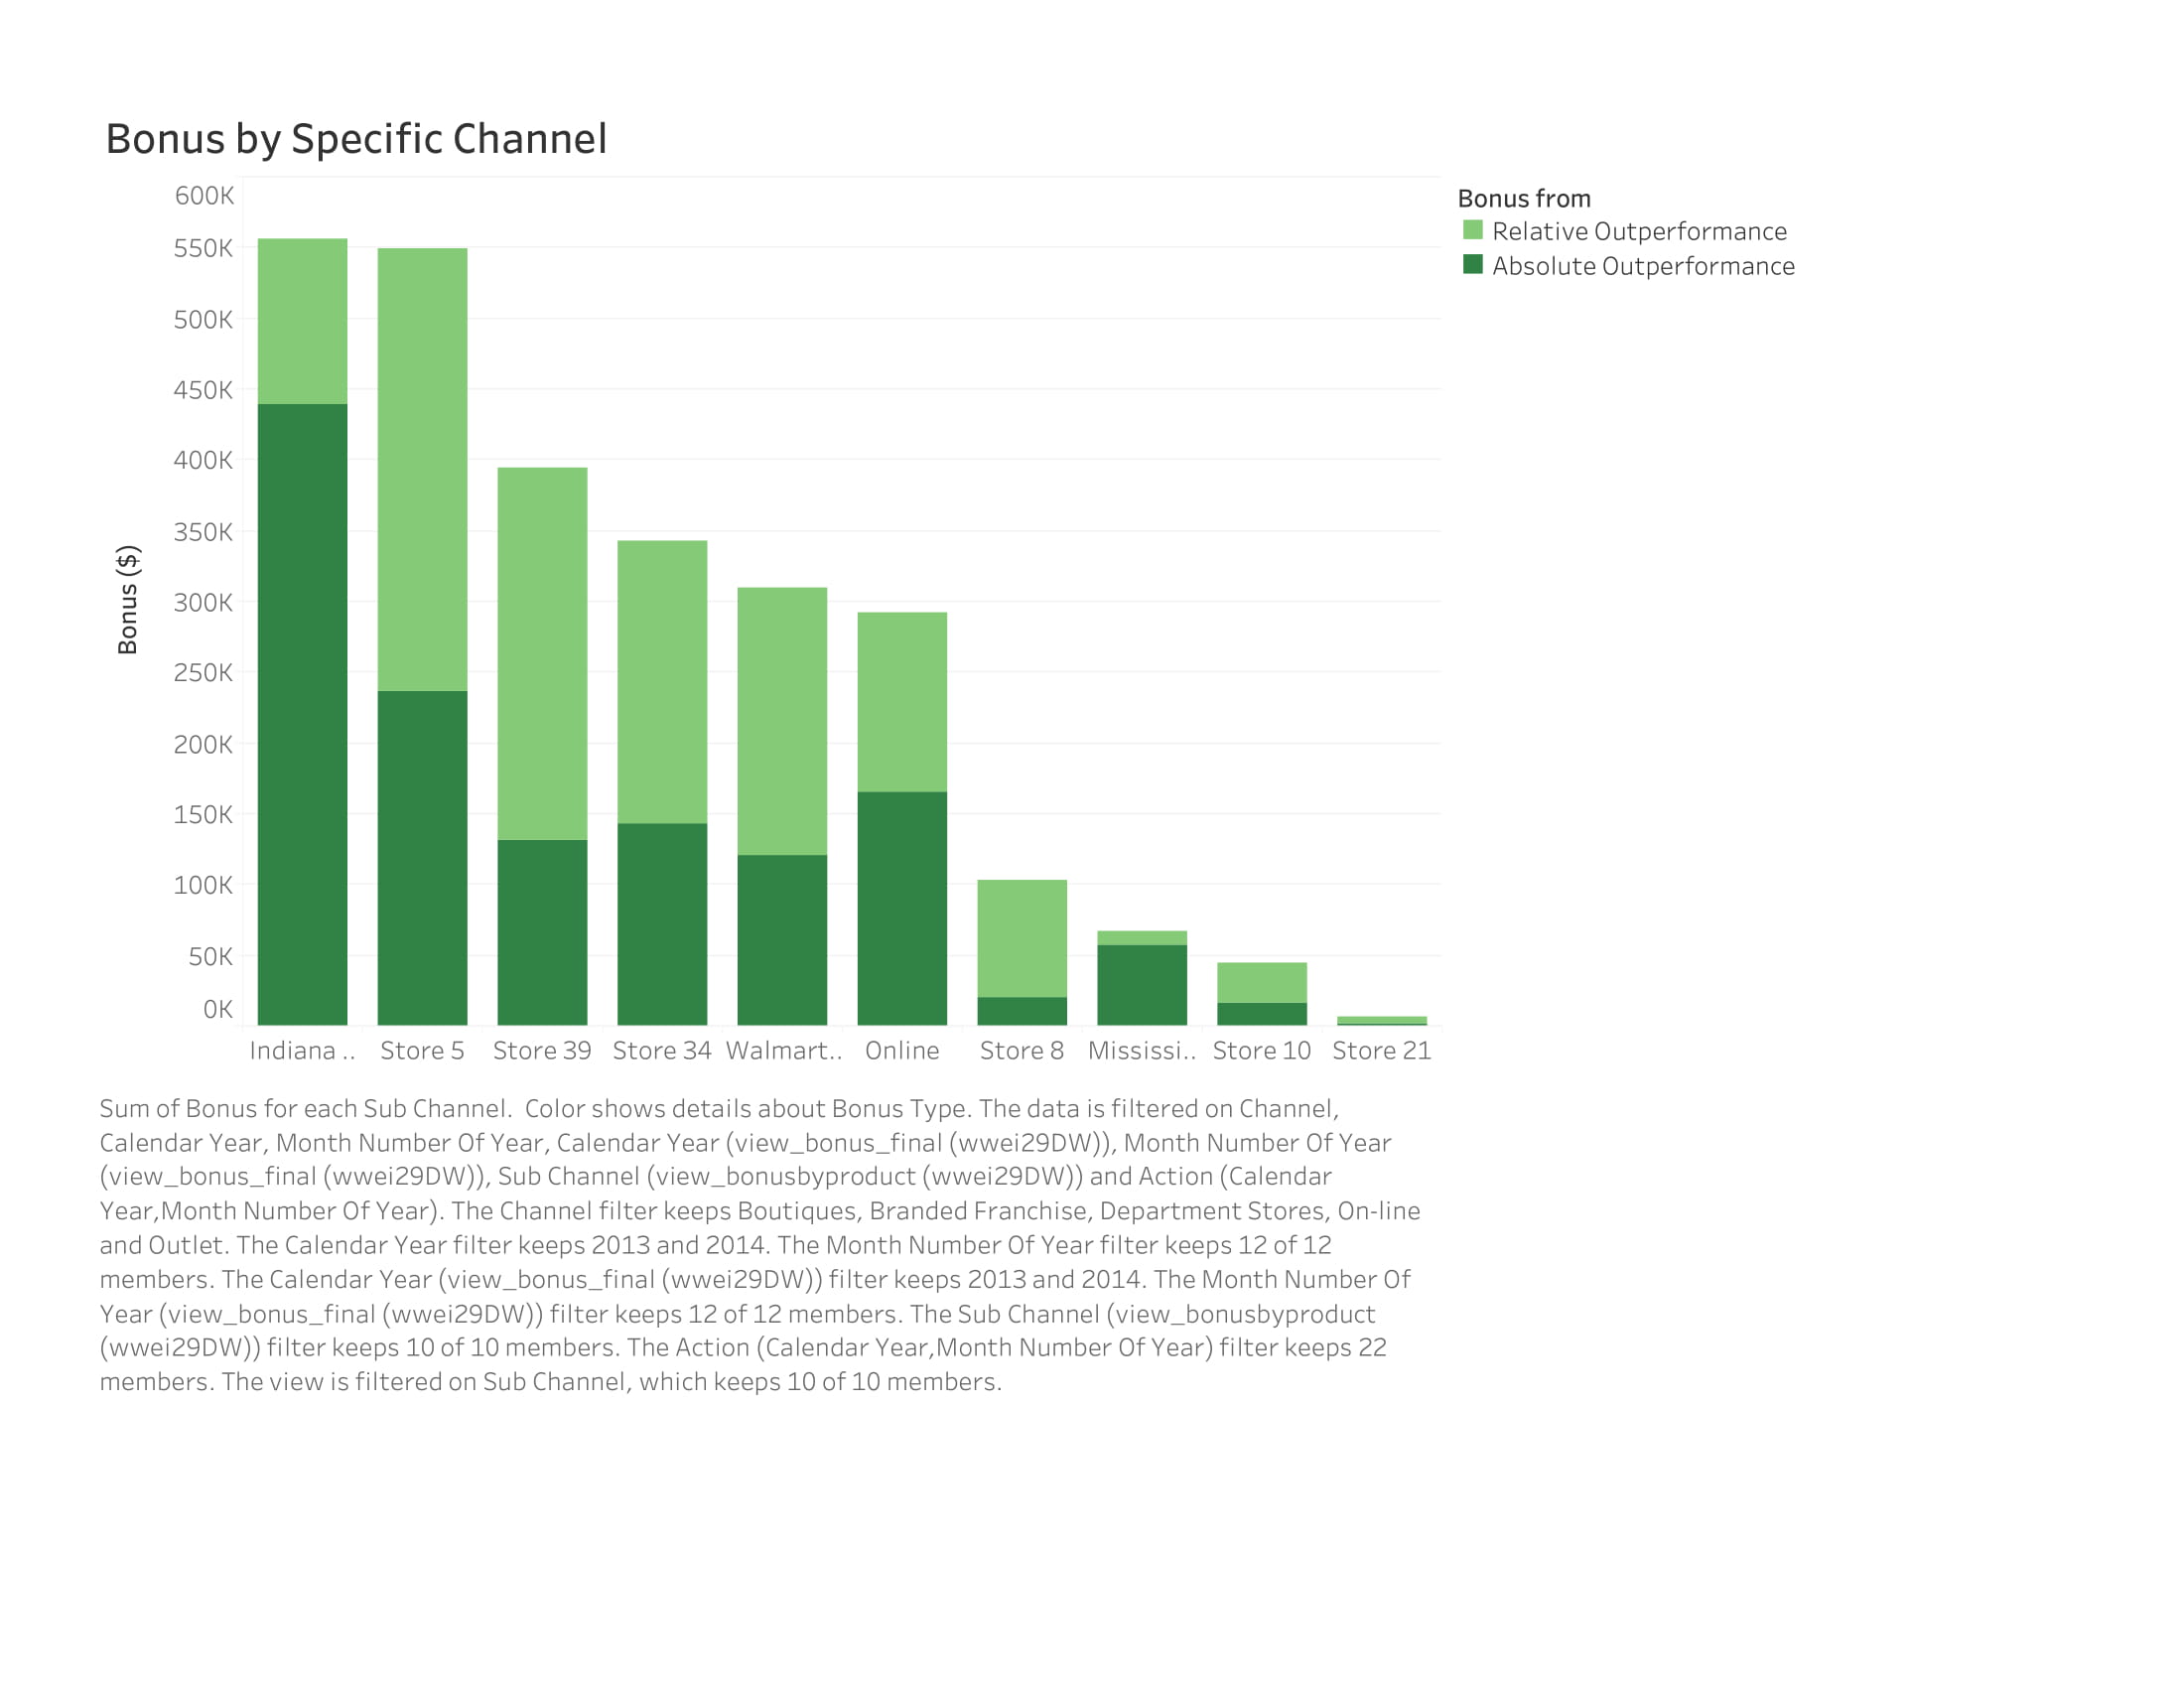 Bonus by Specific Channel
600K
550K
500K
450K
400K
350K
300K
250K
200K
150K
100K
50K
0K
Bonus ($)
Indiana .. Store 5 Store 39 Store 34 Walmart.. Online Store 8 Mississi.. Store 10 Store 21
Bonus from
Relative Outperformance
Absolute Outperformance
Sum of Bonus for each Sub Channel.  Color shows details about Bonus Type. The data is filtered on Channel,
Calendar Year, Month Number Of Year, Calendar Year (view_bonus_final (wwei29DW)), Month Number Of Year
(view_bonus_final (wwei29DW)), Sub Channel (view_bonusbyproduct (wwei29DW)) and Action (Calendar
Year,Month Number Of Year). The Channel filter keeps Boutiques, Branded Franchise, Department Stores, On-line
and Outlet. The Calendar Year filter keeps 2013 and 2014. The Month Number Of Year filter keeps 12 of 12
members. The Calendar Year (view_bonus_final (wwei29DW)) filter keeps 2013 and 2014. The Month Number Of
Year (view_bonus_final (wwei29DW)) filter keeps 12 of 12 members. The Sub Channel (view_bonusbyproduct
(wwei29DW)) filter keeps 10 of 10 members. The Action (Calendar Year,Month Number Of Year) filter keeps 22
members. The view is filtered on Sub Channel, which keeps 10 of 10 members.